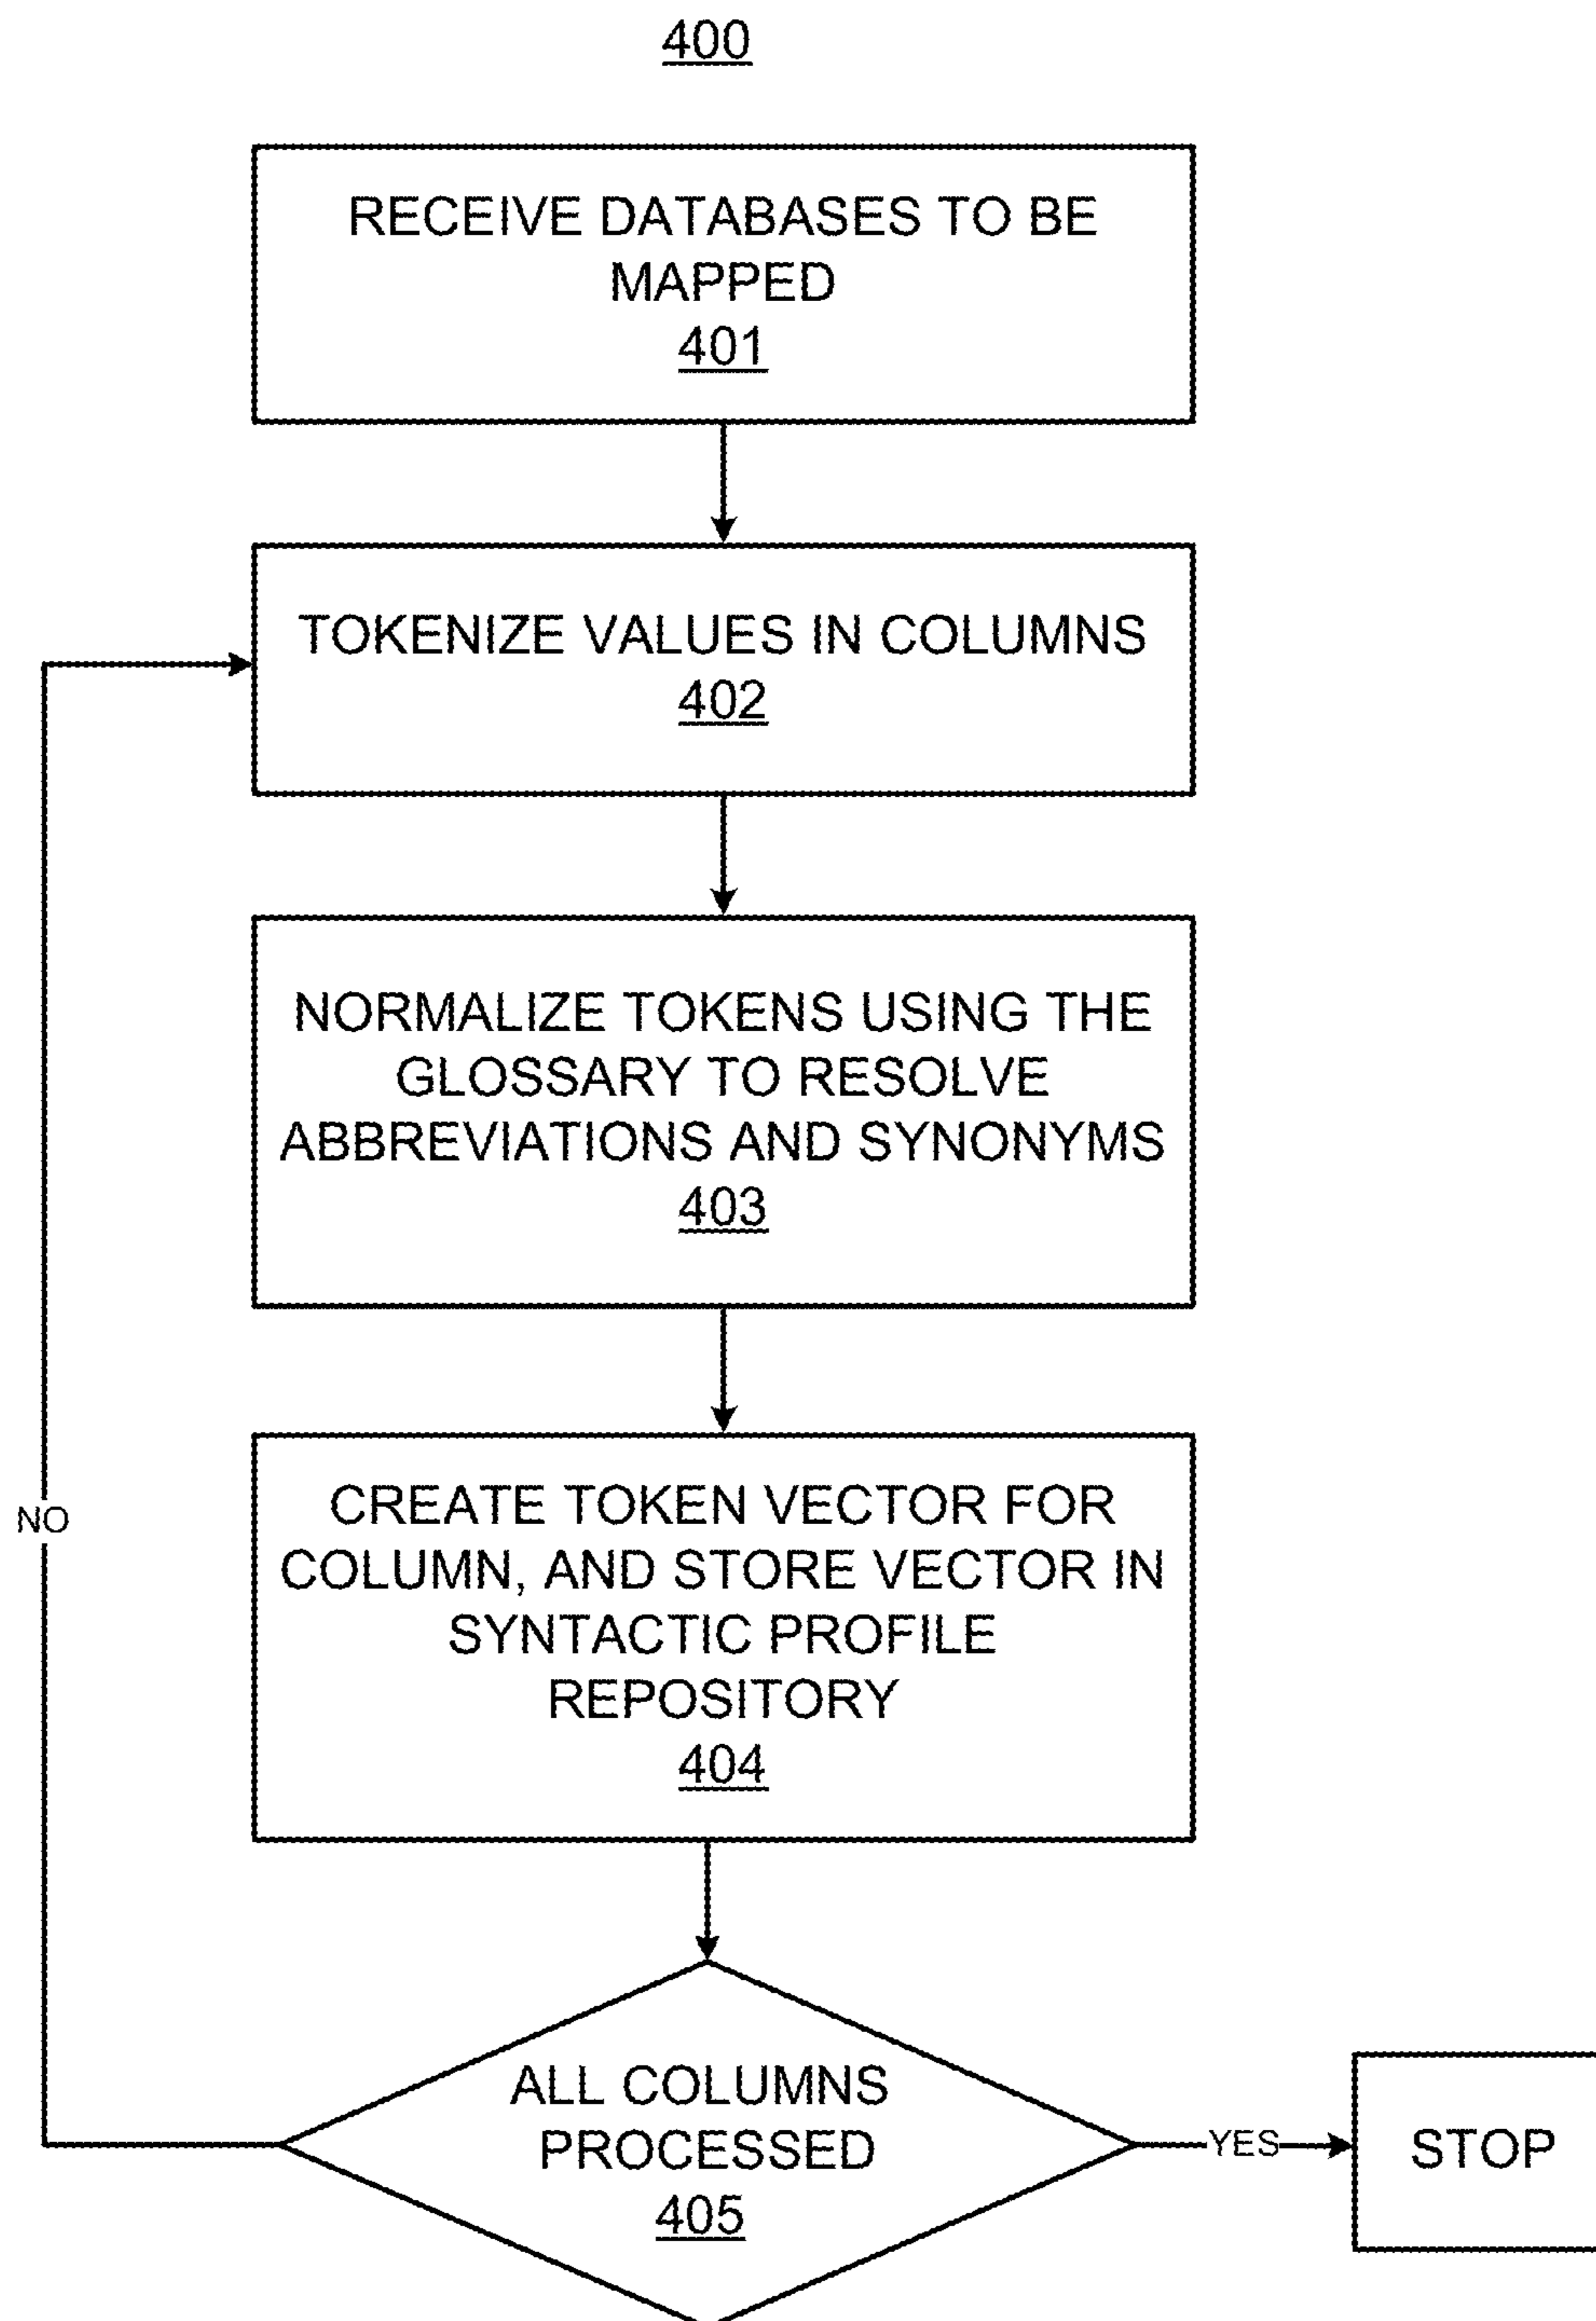 400
RECEIVE DATABASES TO BE
MAPPED
401
TOKENIZE VALUES IN COLUMNS
402
NORMALIZE TOKENS USING THE
GLOSSARY TO RESOLVE
ABBREVIATIONS AND SYNONYMS
403
CREATE TOKEN VECTOR FOR
COLUMN, AND STORE VECTOR IN
SYNTACTIC PROFILE
REPOSITORY
404
NO
ALL COLUMNS
PROCESSED
405
YES
STOP